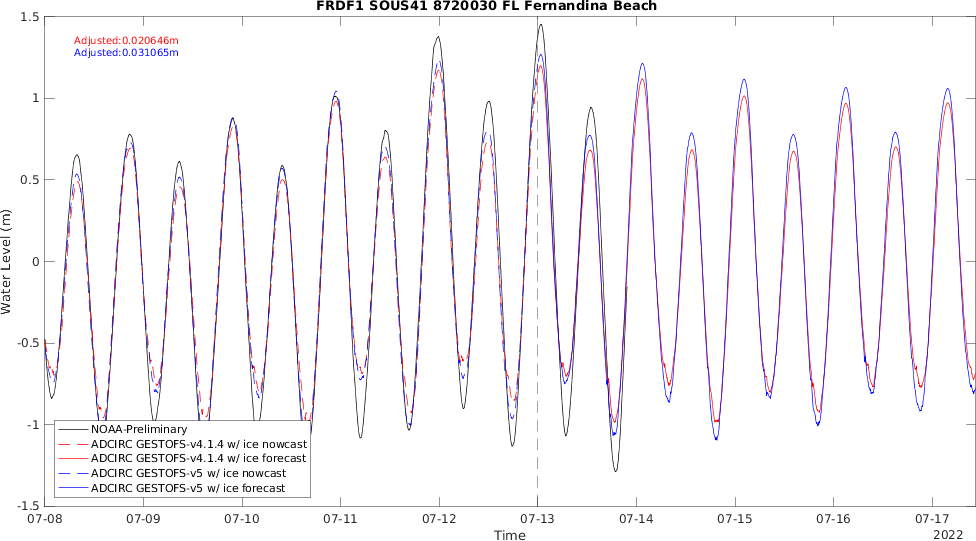 FRDF1 SOUS41 8720030 FL Fernandina Beach
Adjusted:0.020646m
Adjusted:0.031065m
Water Level (m)
1.5
1
0.5
0
-0.5
-1
-1.5
NOAA-Preliminary
ADCIRC GESTOFS-v4.1.4 w/ ice nowcast
ADCIRC GESTOFS-v4.1.4 w/ ice forecast
ADCIRC GESTOFS-v5 w/ ice nowcast
ADCIRC GESTOFS-v5 w/ ice forecast
07-08 07-09 07-10 07-11 07-12 07-13 07-14 07-15 07-16 07-17
Time
2022